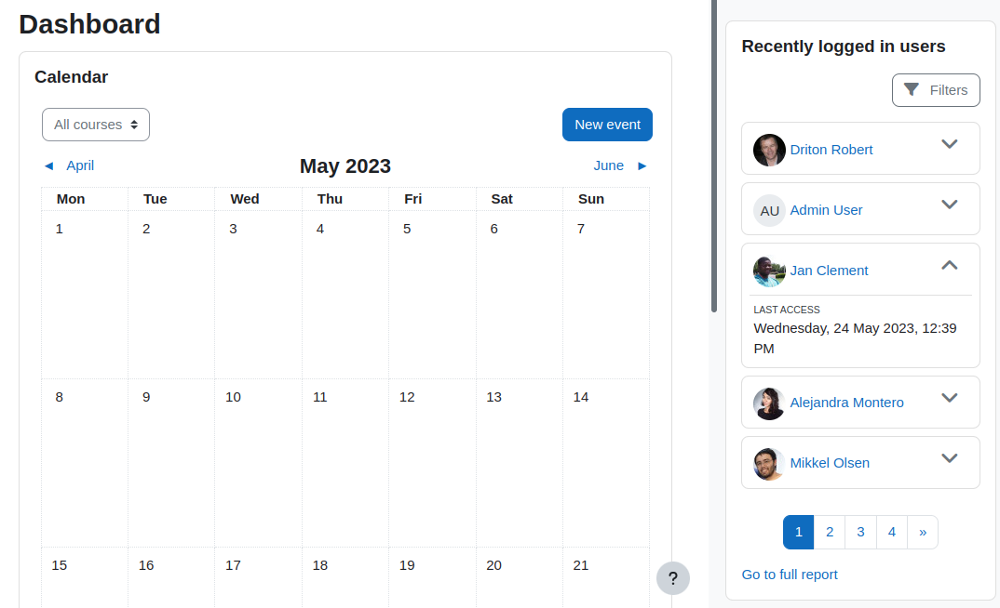 Dashboard
Calendar
All courses
New event
◄ April
May 2023
June ►
Mon Tue Wed Thu Fri Sat Sun
1 2 3 4 5 6 7
8 9 10 11 12 13 14
15 16 17 18 19 20 21
?
Recently logged in users
Filters
Driton Robert
AU Admin User
Jan Clement
LAST ACCESS
Wednesday, 24 May 2023, 12:39
PM
Alejandra Montero
Mikkel Olsen
1 2 3 4 »
Go to full report